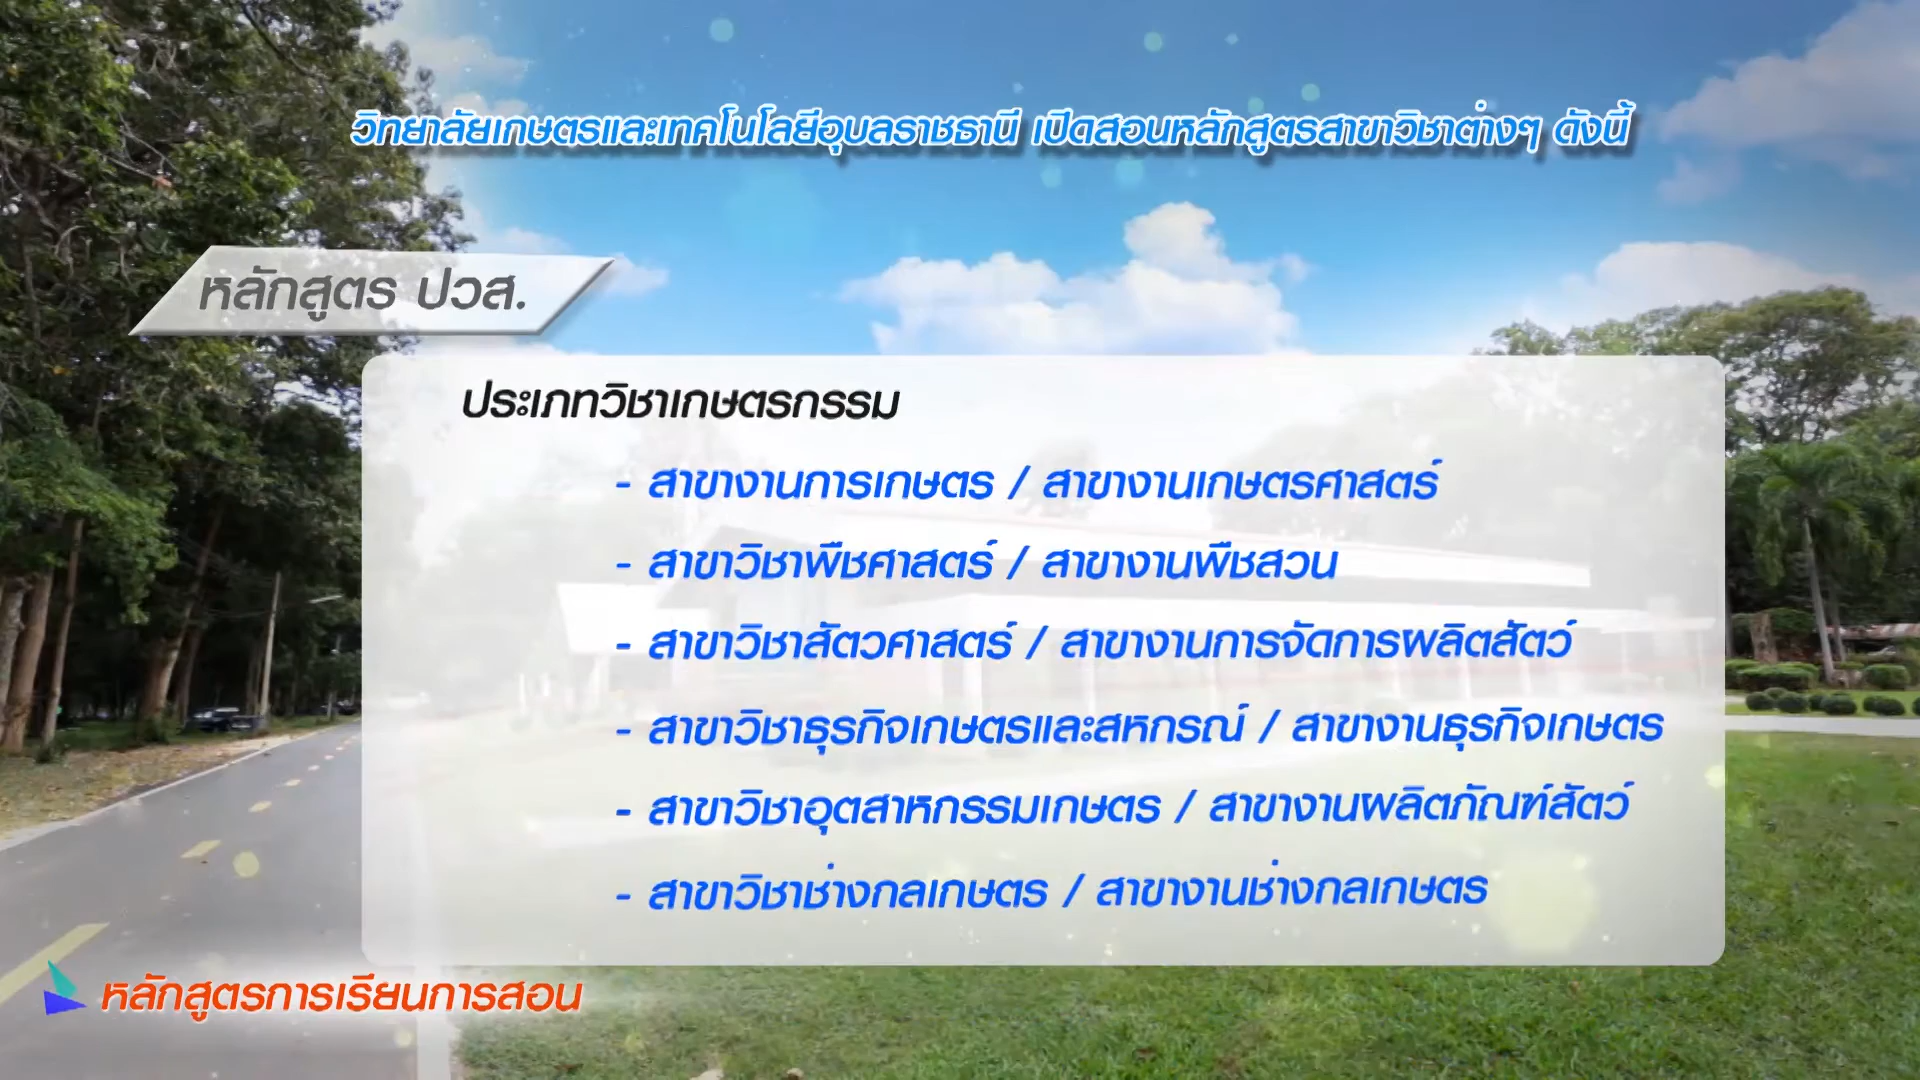 วิทยาลัยเกษตรและเทคโนโลยีอุบลราชธานี เปิดสอนหลักสูตรสาขาวิชาต่างๆ ดังนี้
หลักสูตร ปวส.
ประเภทวิชาเกษตรกรรม
- สาขางานการเกษตร / สาขางานเกษตรศาสตร์
- สาขาวิชาพืชศาสตร์ / สาขางานพืชสวน
- สาขาวิชาสัตวศาสตร์ / สาขางานการจัดการผลิตสัตว์
- สาขาวิชาธุรกิจเกษตรและสหกรณ์ / สาขางานธุรกิจเกษตร
- สาขาวิชาอุตสาหกรรมเกษตร / สาขางานผลิตภัณฑ์สัตว์
- สาขาวิชาช่างกลเกษตร / สาขางานช่างกลเกษตร
หลักสูตรการเรียนการสอน